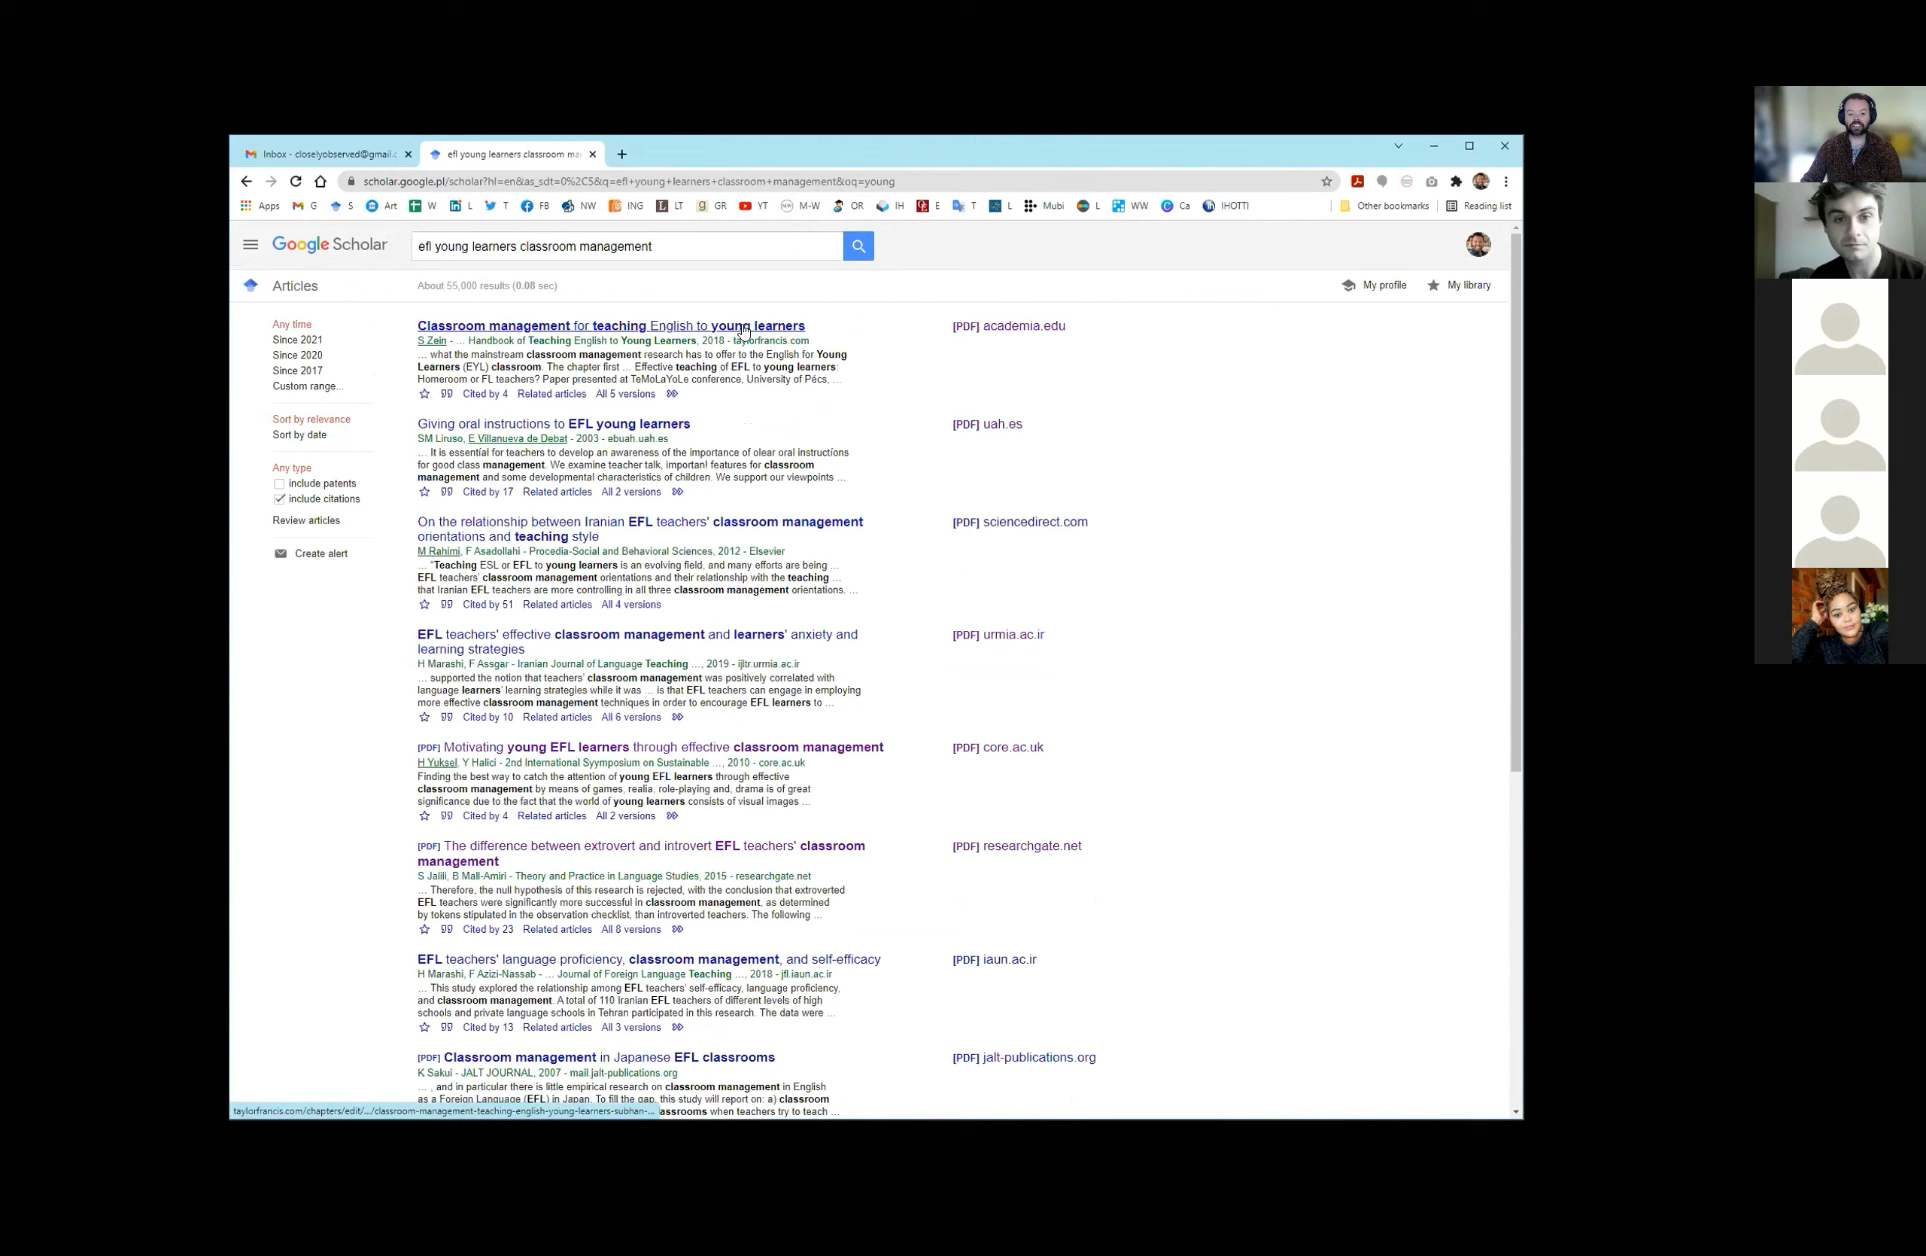 Inbox - closelyobserved@gmail.c
efl young learners classroom ma
scholar.google.pl/scholar?hl=en&as_sdt=0%2C5&q=efl+young+learners+classroom+management&oq=young
Apps G S Art W L T FB NW ING LT GR YT M-W OR IH E T L Mubi L WW Ca IHOTTI Other bookmarks Reading list
Google Scholar
efl young learners classroom management
Articles
About 55,000 results (0.08 sec)
My profile
My library
Any time
Since 2021
Since 2020
Since 2017
Custom range...
Sort by relevance
Sort by date
Any type
include patents
include citations
Review articles
Create alert
Classroom management for teaching English to young learners
[PDF] academia.edu
S Zein - ... Handbook of Teaching English to Young Learners, 2018 - taylorfrancis.com
... what the mainstream classroom management research has to offer to the English for Young
Learners (EYL) classroom. The chapter first ... Effective teaching of EFL to young learners:
Homeroom or FL teachers? Paper presented at TeMoLaYoLe conference, University of Pécs, ...
Cited by 4 Related articles All 5 versions
Giving oral instructions to EFL young learners
[PDF] uah.es
SM Liruso, E Villanueva de Debat - 2003 - ebuah.uah.es
... It is essential for teachers to develop an awareness of the importance of olear oral instructíons
for good class management. We examine teacher talk, importan! features for classroom
management and some developmental characteristics of children. We support our viewpoints ...
Cited by 17 Related articles All 2 versions
On the relationship between Iranian EFL teachers' classroom management
orientations and teaching style
[PDF] sciencedirect.com
M Rahimi, F Asadollahi - Procedia-Social and Behavioral Sciences, 2012 - Elsevier
... "Teaching ESL or EFL to young learners is an evolving field, and many efforts are being ...
EFL teachers' classroom management orientations and their relationship with the teaching ...
that Iranian EFL teachers are more controlling in all three classroom management orientations. ...
Cited by 51 Related articles All 4 versions
EFL teachers' effective classroom management and learners' anxiety and
learning strategies
[PDF] urmia.ac.ir
H Marashi, F Assgar - Iranian Journal of Language Teaching ..., 2019 - ijltr.urmia.ac.ir
... supported the notion that teachers' classroom management was positively correlated with
language learners' learning strategies while it was ... is that EFL teachers can engage in employing
more effective classroom management techniques in order to encourage EFL learners to ...
Cited by 10 Related articles All 6 versions
[PDF] Motivating young EFL learners through effective classroom management
[PDF] core.ac.uk
H Yuksel, Y Halici - 2nd International Syymposium on Sustainable ..., 2010 - core.ac.uk
Finding the best way to catch the attention of young EFL learners through effective
classroom management by means of games, realia, role-playing and, drama is of great
significance due to the fact that the world of young learners consists of visual images ...
Cited by 4 Related articles All 2 versions
[PDF] The difference between extrovert and introvert EFL teachers' classroom
management
[PDF] researchgate.net
S Jalili, B Mall-Amiri - Theory and Practice in Language Studies, 2015 - researchgate.net
... Therefore, the null hypothesis of this research is rejected, with the conclusion that extroverted
EFL teachers were significantly more successful in classroom management, as determined
by tokens stipulated in the observation checklist, than introverted teachers. The following ...
Cited by 23 Related articles All 8 versions
EFL teachers' language proficiency, classroom management, and self-efficacy
[PDF] iaun.ac.ir
H Marashi, F Azizi-Nassab - ... Journal of Foreign Language Teaching ..., 2018 - jfl.iaun.ac.ir
... This study explored the relationship among EFL teachers' self-efficacy, language proficiency,
and classroom management. A total of 110 Iranian EFL teachers of different levels of high
schools and private language schools in Tehran participated in this research. The data were ...
Cited by 13 Related articles All 3 versions
[PDF] Classroom management in Japanese EFL classrooms
[PDF] jalt-publications.org
K Sakui - JALT JOURNAL, 2007 - mail.jalt-publications.org
... , and in particular there is little empirical research on classroom management in English
as a Foreign Language (EFL) in Japan. To fill the gap, this study will report on: a) classroom
assrooms when teachers try to teach ...
taylorfrancis.com/chapters/edit/.../classroom-management-teaching-english-young-learners-subhan-...